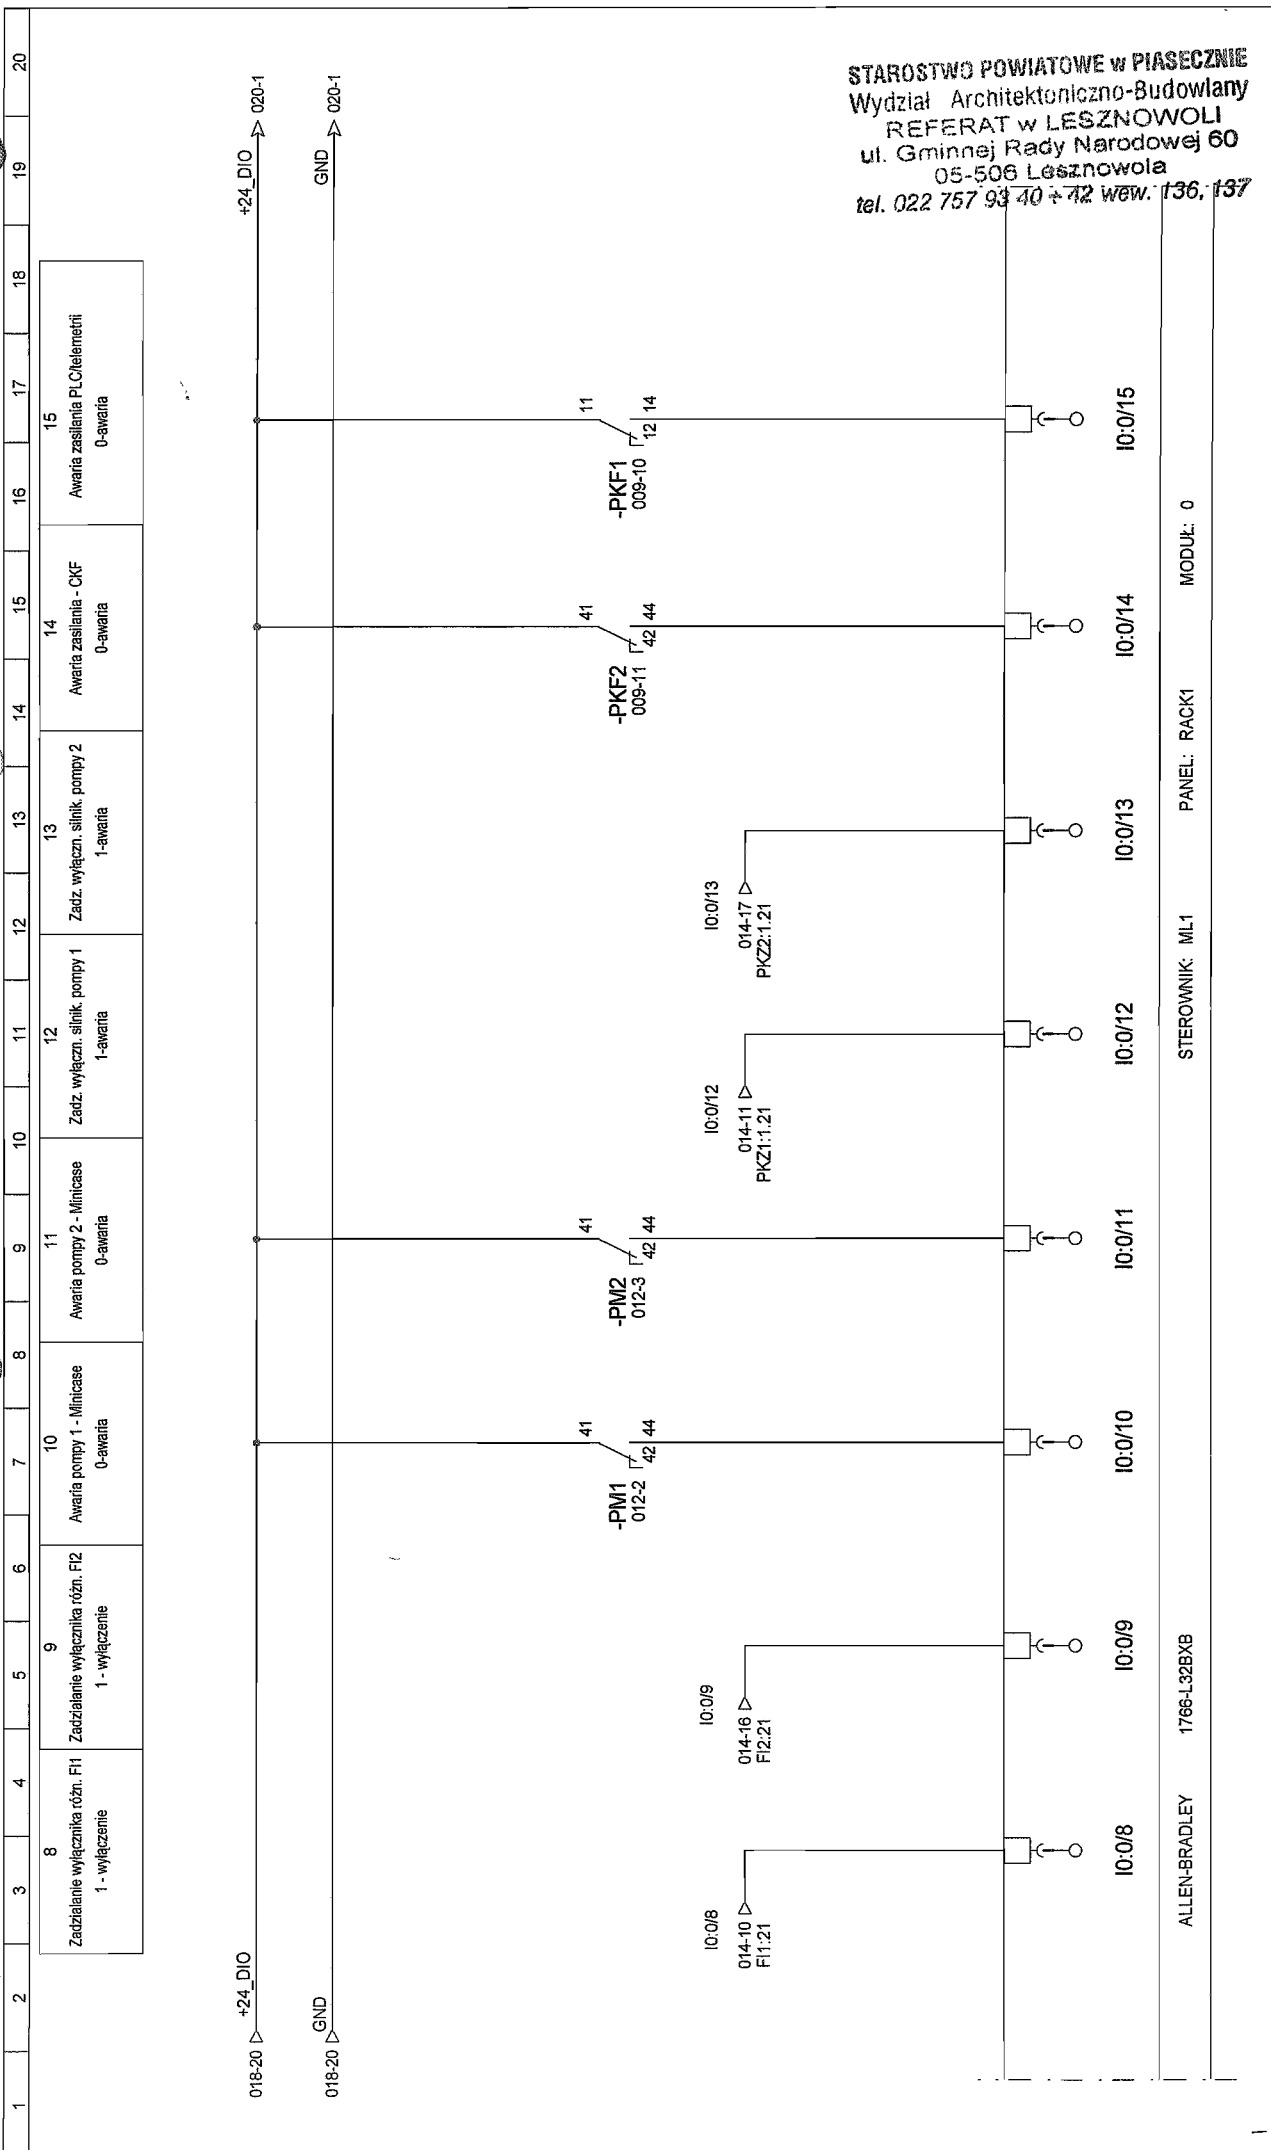 1 2 3 4 5 6 7 8 9 10 11 12 13 14 15 16 17 18 19 20
8
Zadziałanie wyłącznika różn. FI1
1 - wyłączenie
9
Zadziałanie wyłącznika różn. FI2
1 - wyłączenie
10
Awaria pompy 1 - Minicase
0-awaria
11
Awaria pompy 2 - Minicase
0-awaria
12
Zadz. wyłączn. silnik. pompy 1
1-awaria
13
Zadz. wyłączn. silnik. pompy 2
1-awaria
14
Awaria zasilania - CKF
0-awaria
15
Awaria zasilania PLC/telemetrii
0-awaria
018-20 +24_DIO
+24_DIO 020-1
018-20 GND
GND 020-1
I0:0/8
014-10
FI1:21
I0:0/9
014-16
FI2:21
41
-PM1
012-2
42 44
41
-PM2
012-3
42 44
I0:0/12
014-11
PKZ1:1.21
I0:0/13
014-17
PKZ2:1.21
41
-PKF2
009-11
42 44
11
-PKF1
009-10
12 14
I0:0/8 I0:0/9 I0:0/10 I0:0/11 I0:0/12 I0:0/13 I0:0/14 I0:0/15
ALLEN-BRADLEY 1766-L32BXB STEROWNIK: ML1 PANEL: RACK1 MODUŁ: 0
STAROSTWO POWIATOWE w PIASECZNIE
Wydział Architektoniczno-Budowlany
REFERAT w LESZNOWOLI
ul. Gminnej Rady Narodowej 60
05-506 Lesznowola
tel. 022 757 93 40 ÷ 42 wew. 136, 137